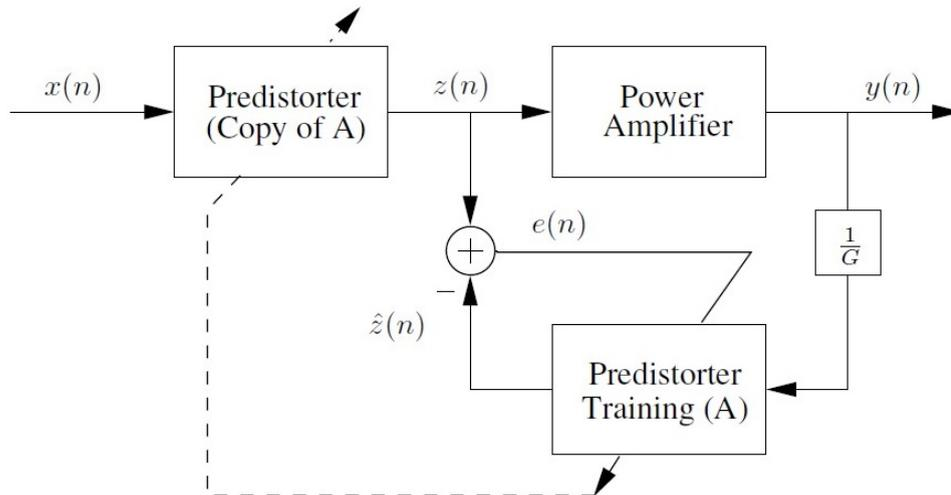 x(n)
Predistorter
(Copy of A)
z(n)
Power
Amplifier
y(n)
+
e(n)
1
G
−
ẑ(n)
Predistorter
Training (A)